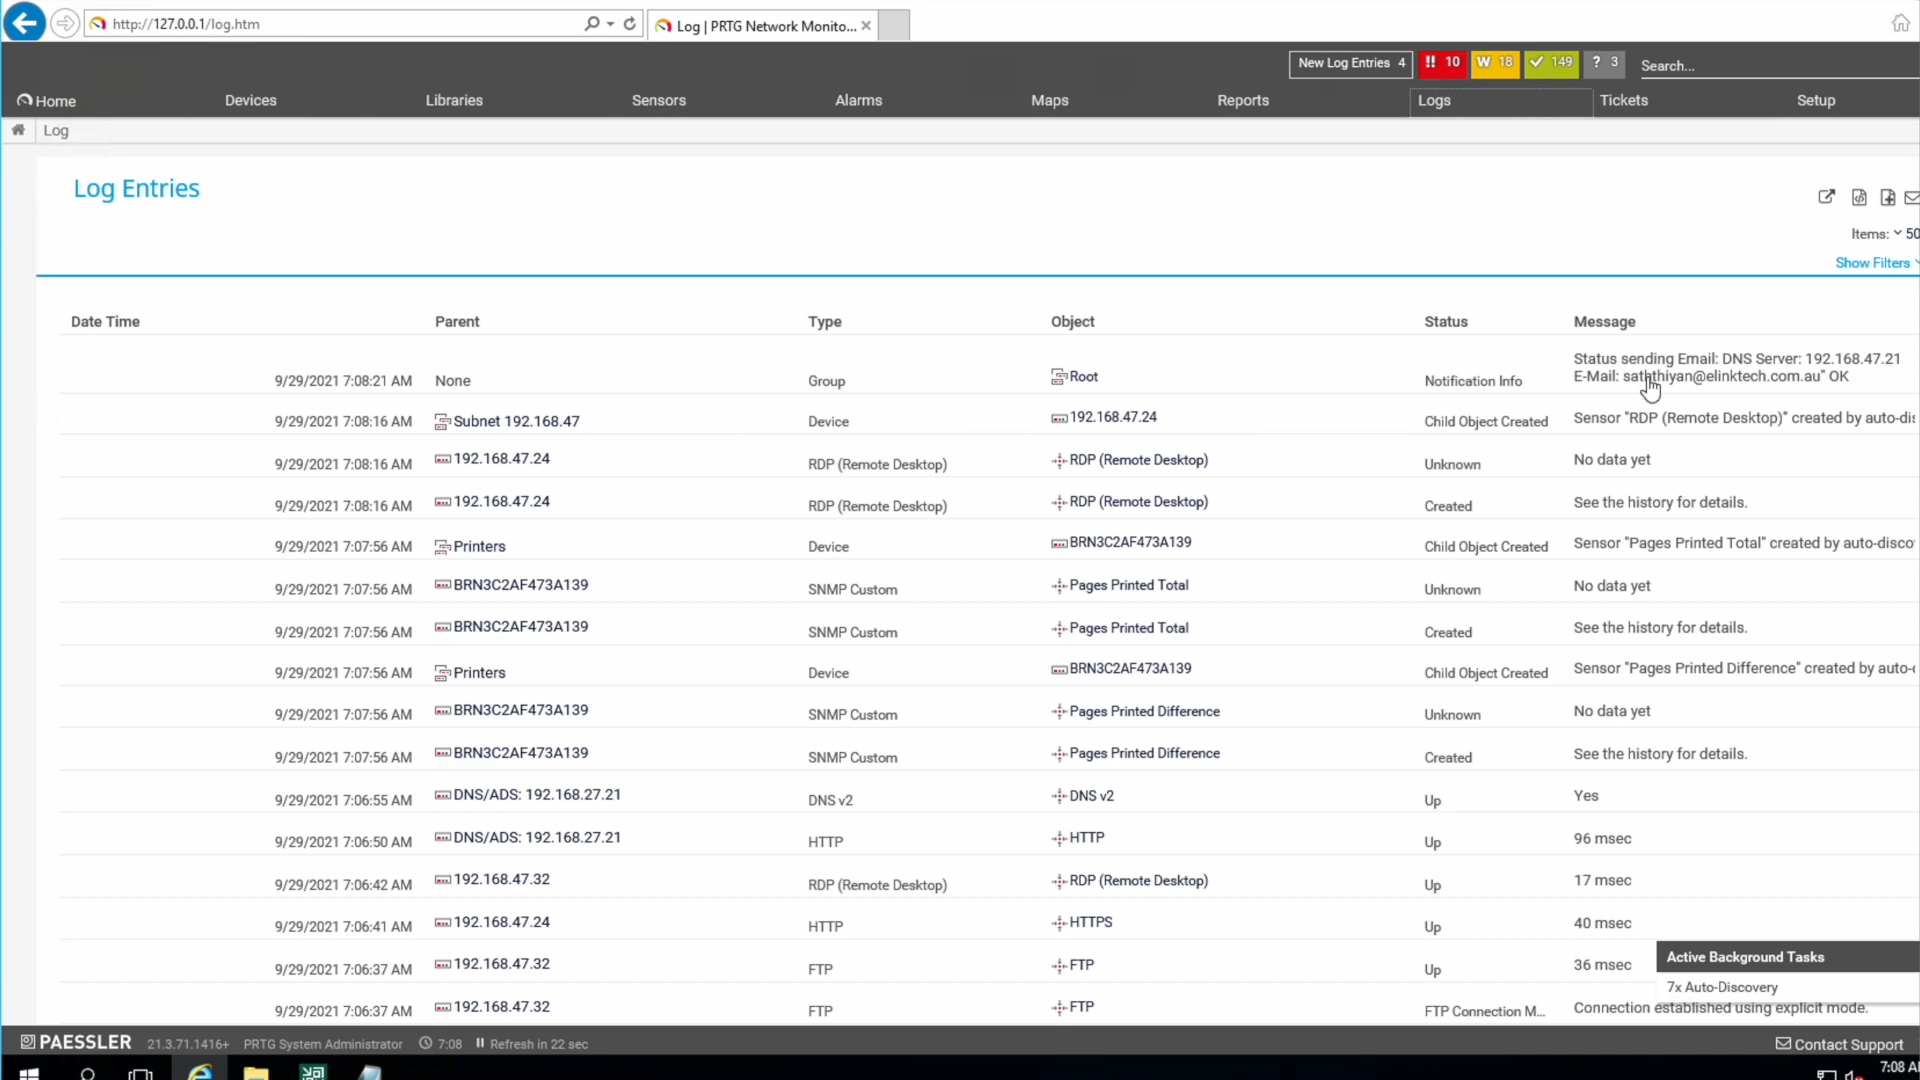 http://127.0.0.1/log.htm
Log | PRTG Network Monito...
New Log Entries 4
!! 10
W 18
149
? 3
Search...
Home
Devices
Libraries
Sensors
Alarms
Maps
Reports
Logs
Tickets
Setup
Log
Log Entries
Items: 50
Show Filters
Date Time Parent Type Object Status Message
9/29/2021 7:08:21 AM None Group Root Notification Info Status sending Email: DNS Server: 192.168.47.21
E-Mail: saththiyan@elinktech.com.au" OK
9/29/2021 7:08:16 AM Subnet 192.168.47 Device 192.168.47.24 Child Object Created Sensor "RDP (Remote Desktop)" created by auto-dis
9/29/2021 7:08:16 AM 192.168.47.24 RDP (Remote Desktop) RDP (Remote Desktop) Unknown No data yet
9/29/2021 7:08:16 AM 192.168.47.24 RDP (Remote Desktop) RDP (Remote Desktop) Created See the history for details.
9/29/2021 7:07:56 AM Printers Device BRN3C2AF473A139 Child Object Created Sensor "Pages Printed Total" created by auto-disco
9/29/2021 7:07:56 AM BRN3C2AF473A139 SNMP Custom Pages Printed Total Unknown No data yet
9/29/2021 7:07:56 AM BRN3C2AF473A139 SNMP Custom Pages Printed Total Created See the history for details.
9/29/2021 7:07:56 AM Printers Device BRN3C2AF473A139 Child Object Created Sensor "Pages Printed Difference" created by auto-
9/29/2021 7:07:56 AM BRN3C2AF473A139 SNMP Custom Pages Printed Difference Unknown No data yet
9/29/2021 7:07:56 AM BRN3C2AF473A139 SNMP Custom Pages Printed Difference Created See the history for details.
9/29/2021 7:06:55 AM DNS/ADS: 192.168.27.21 DNS v2 DNS v2 Up Yes
9/29/2021 7:06:50 AM DNS/ADS: 192.168.27.21 HTTP HTTP Up 96 msec
9/29/2021 7:06:42 AM 192.168.47.32 RDP (Remote Desktop) RDP (Remote Desktop) Up 17 msec
9/29/2021 7:06:41 AM 192.168.47.24 HTTP HTTPS Up 40 msec
9/29/2021 7:06:37 AM 192.168.47.32 FTP FTP Up 36 msec
9/29/2021 7:06:37 AM 192.168.47.32 FTP FTP FTP Connection M... Connection established using explicit mode.
Active Background Tasks
7x Auto-Discovery
PAESSLER 21.3.71.1416+ PRTG System Administrator 7:08 Refresh in 22 sec Contact Support
7:08 A